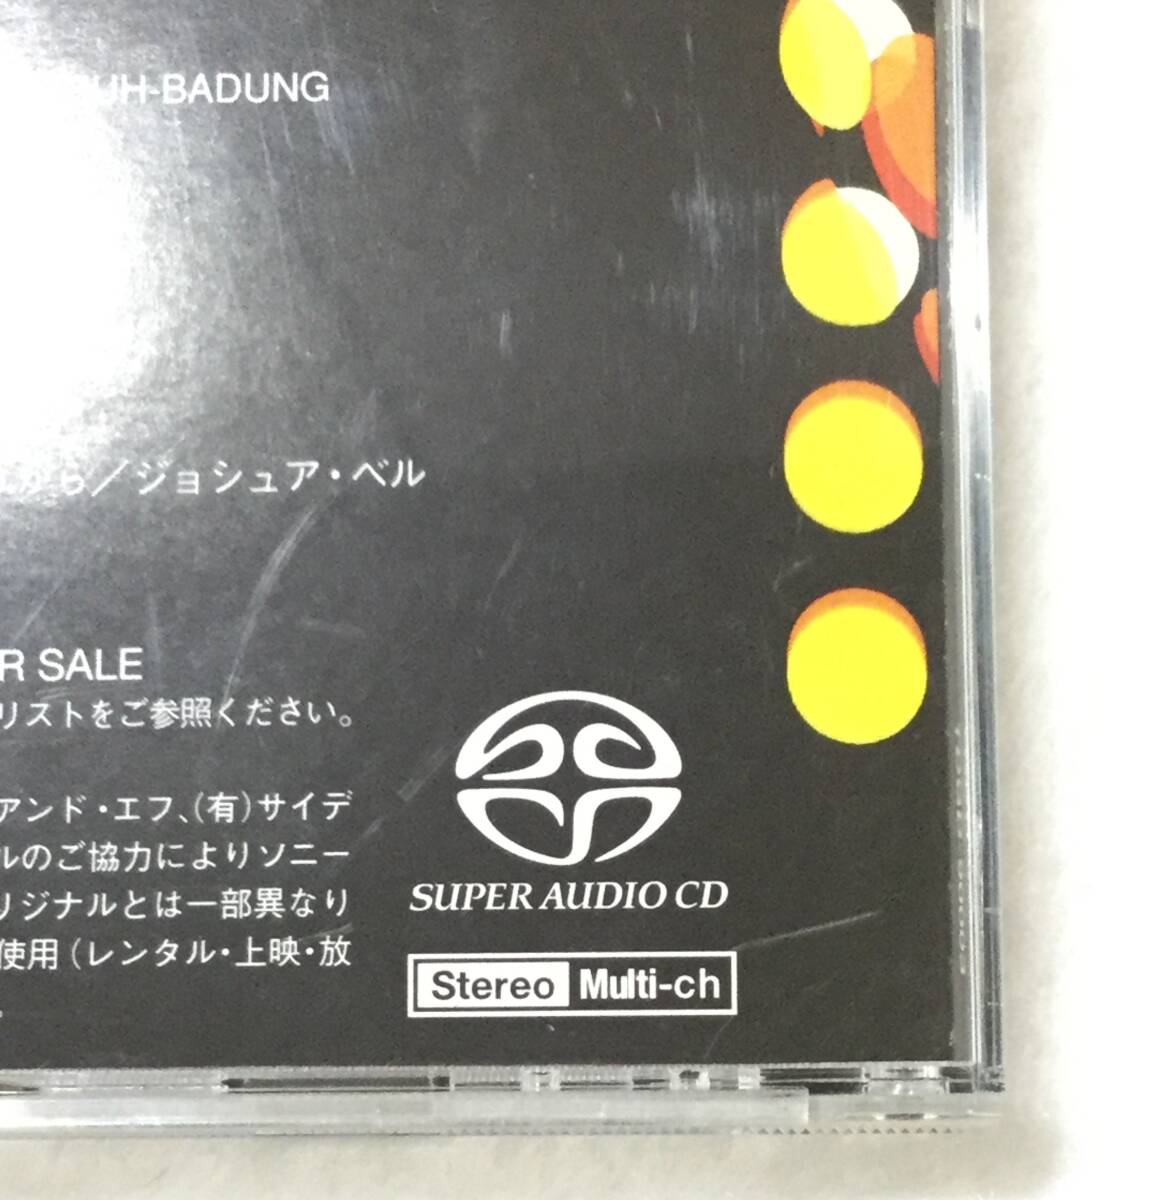 UH-BADUNG
から／ジョシュア・ベル
R SALE
リストをご参照ください。
アンド・エフ、(有)サイデ
ルのご協力によりソニー
リジナルとは一部異なり
使用（レンタル・上映・放
SUPER AUDIO CD
Stereo Multi-ch